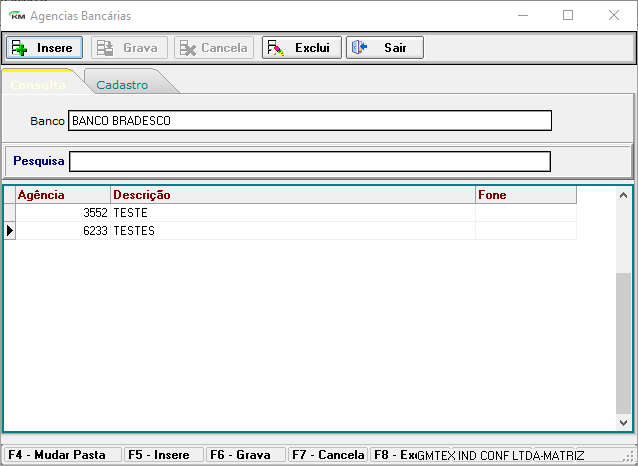 KM Agencias Bancárias
Insere Grava Cancela Exclui Sair
Consulta Cadastro
Banco BANCO BRADESCO
Pesquisa
Agência Descrição Fone
3552 TESTE
6233 TESTES
F4 - Mudar Pasta F5 - Insere F6 - Grava F7 - Cancela F8 - Exc GMTEX IND CONF LTDA-MATRIZ